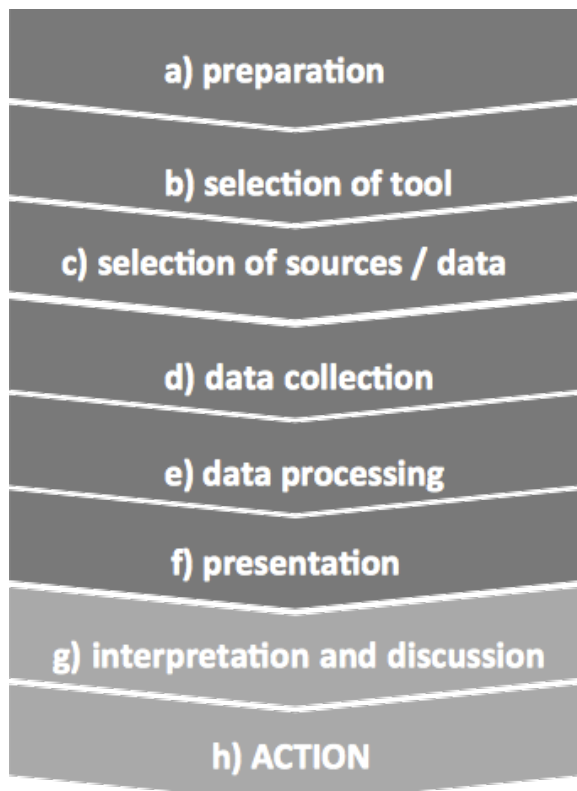 a) preparation
b) selection of tool
c) selection of sources / data
d) data collection
e) data processing
f) presentation
g) interpretation and discussion
h) ACTION